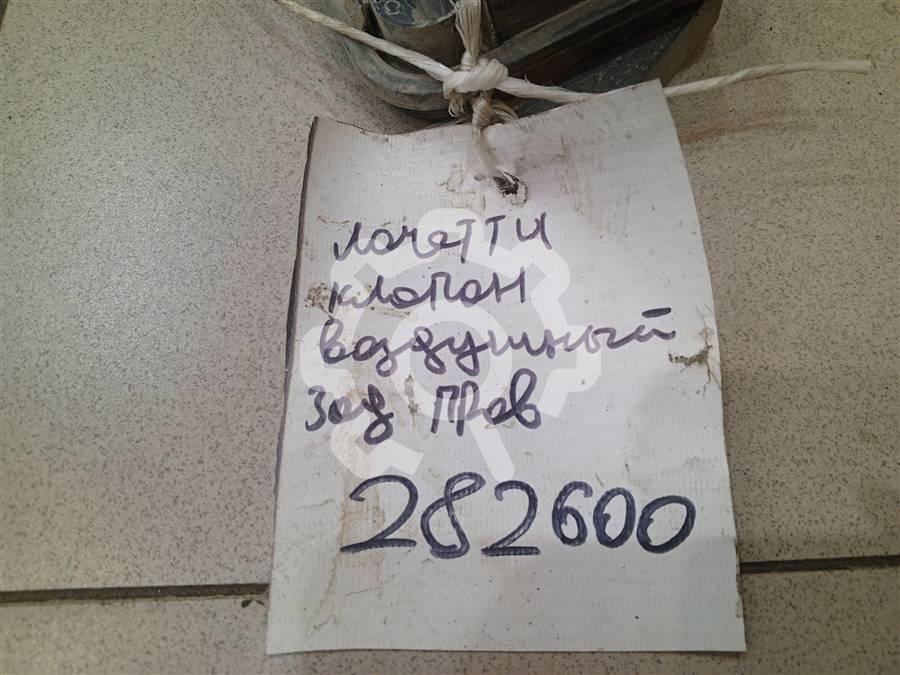 лачетти
клапан
воздушный
Зад Прав
282600